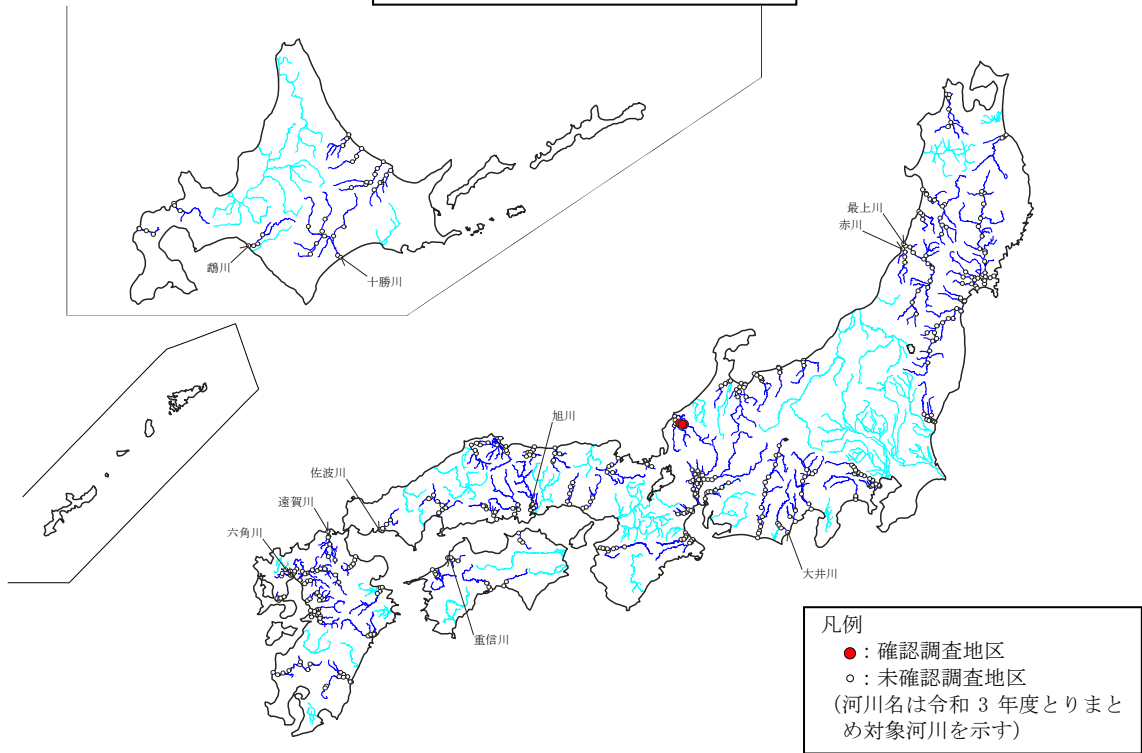 最上川
赤川
鵡川
十勝川
旭川
佐波川
遠賀川
六角川
大井川
重信川
凡例
：確認調査地区
：未確認調査地区
(河川名は令和 3 年度とりまと
め対象河川を示す)